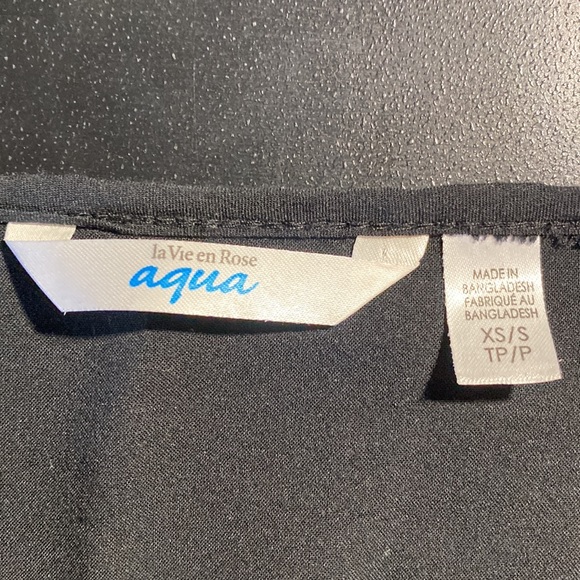 la Vie en Rose
aqua
MADE IN
BANGLADESH
FABRIQUÉ AU
BANGLADESH
XS/S
TP/P